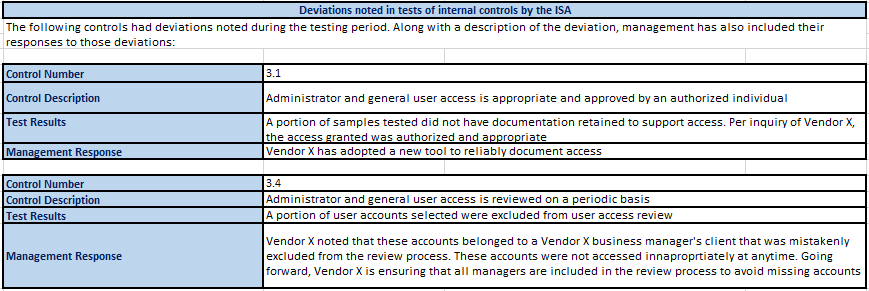 Deviations noted in tests of internal controls by the ISA
The following controls had deviations noted during the testing period. Along with a description of the deviation, management has also included their
responses to those deviations:
Control Number 3.1
Control Description Administrator and general user access is appropriate and approved by an authorized individual
Test Results A portion of samples tested did not have documentation retained to support access. Per inquiry of Vendor X,
the access granted was authorized and appropriate
Management Response Vendor X has adopted a new tool to reliably document access
Control Number 3.4
Control Description Administrator and general user access is reviewed on a periodic basis
Test Results A portion of user accounts selected were excluded from user access review
Management Response Vendor X noted that these accounts belonged to a Vendor X business manager's client that was mistakenly
excluded from the review process. These accounts were not accessed innaproprtiately at anytime. Going
forward, Vendor X is ensuring that all managers are included in the review process to avoid missing accounts